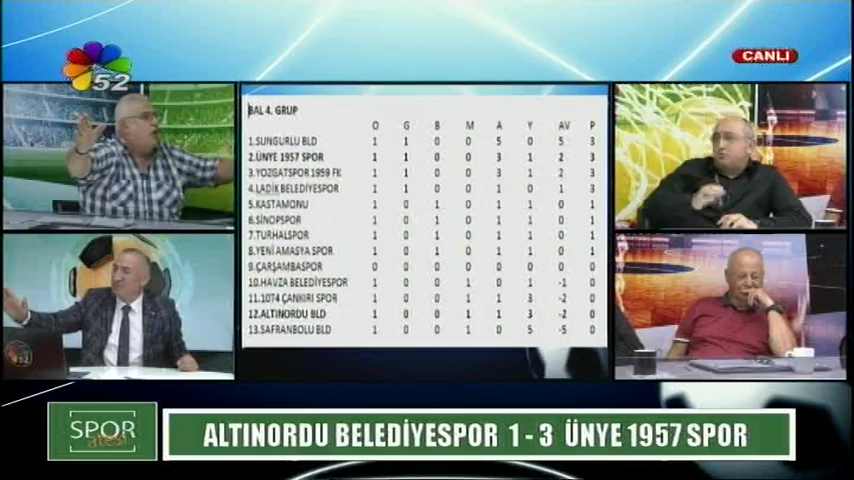 52
CANLI
BAL 4. GRUP
O G B M A Y AV P
1.SUNGURLU BLD 1 1 0 0 5 0 5 3
2.ÜNYE 1957 SPOR 1 1 0 0 3 1 2 3
3.YOZGATSPOR 1959 FK 1 1 0 0 3 1 2 3
4.LADİK BELEDİYESPOR 1 1 0 0 1 0 1 3
5.KASTAMONU 1 0 1 0 1 1 0 1
6.SİNOPSPOR 1 0 1 0 1 1 0 1
7.TURHALSPOR 1 0 1 0 1 1 0 1
8.YENİ AMASYA SPOR 1 0 1 0 1 1 0 1
9.ÇARŞAMBASPOR 0 0 0 0 0 0 0 0
10.HAVZA BELEDİYESPOR 1 0 0 1 0 1 -1 0
11.1074 ÇANKIRI SPOR 1 0 0 1 1 3 -2 0
12.ALTINORDU BLD 1 0 0 1 1 3 -2 0
13.SAFRANBOLU BLD 1 0 0 1 0 5 -5 0
52
SPOR
atesi
ALTINORDU BELEDİYESPOR 1 - 3 ÜNYE 1957 SPOR